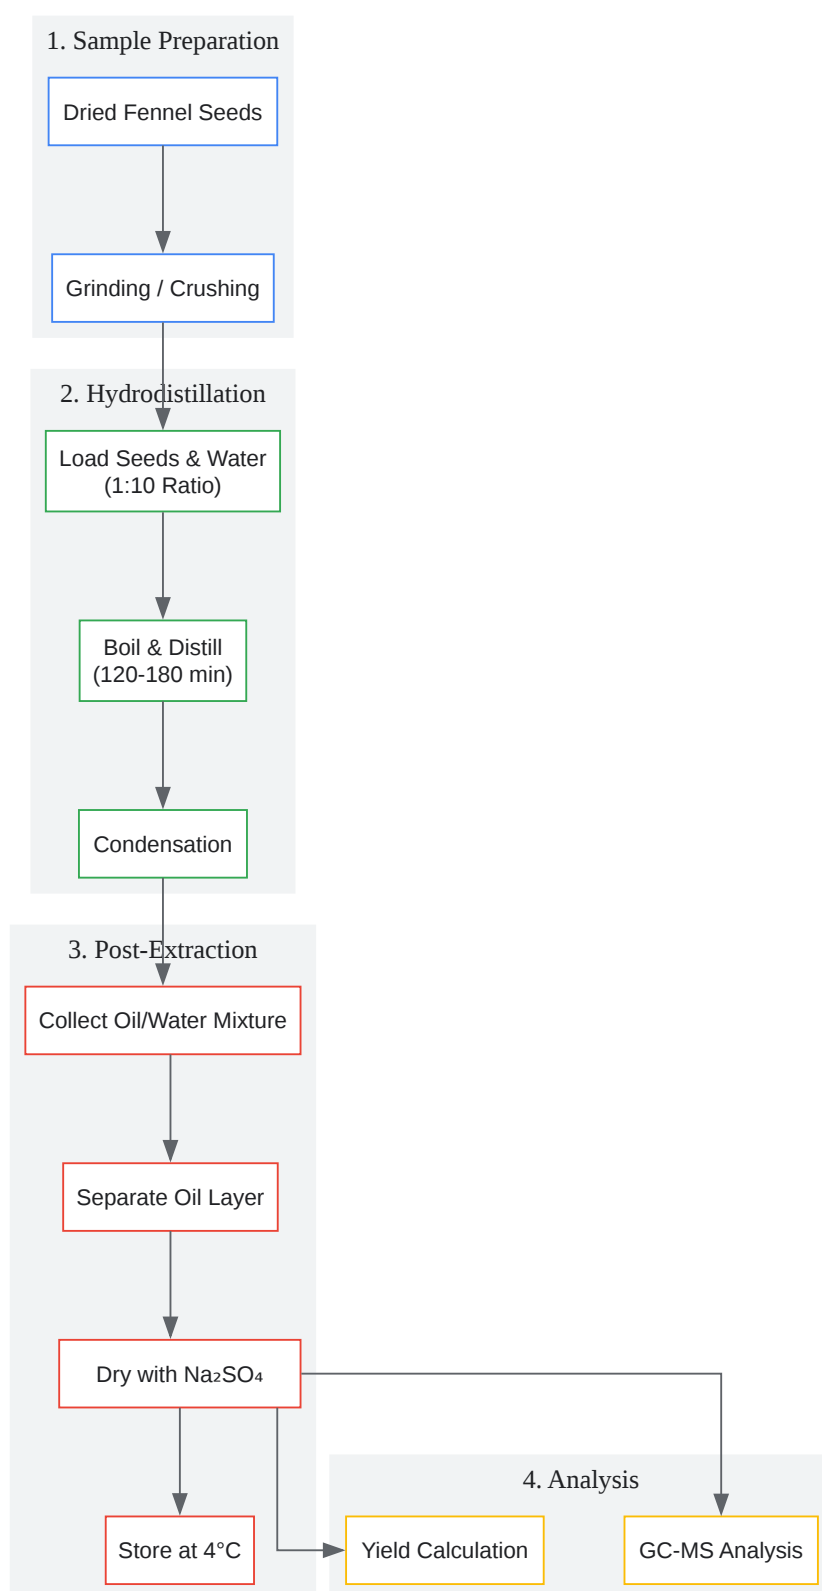 1. Sample Preparation
Dried Fennel Seeds
Grinding / Crushing
2. Hydrodistillation
Load Seeds & Water
(1:10 Ratio)
Boil & Distill
(120-180 min)
Condensation
3. Post-Extraction
Collect Oil/Water Mixture
Separate Oil Layer
Dry with Na₂SO₄
4. Analysis
Store at 4°C
Yield Calculation
GC-MS Analysis